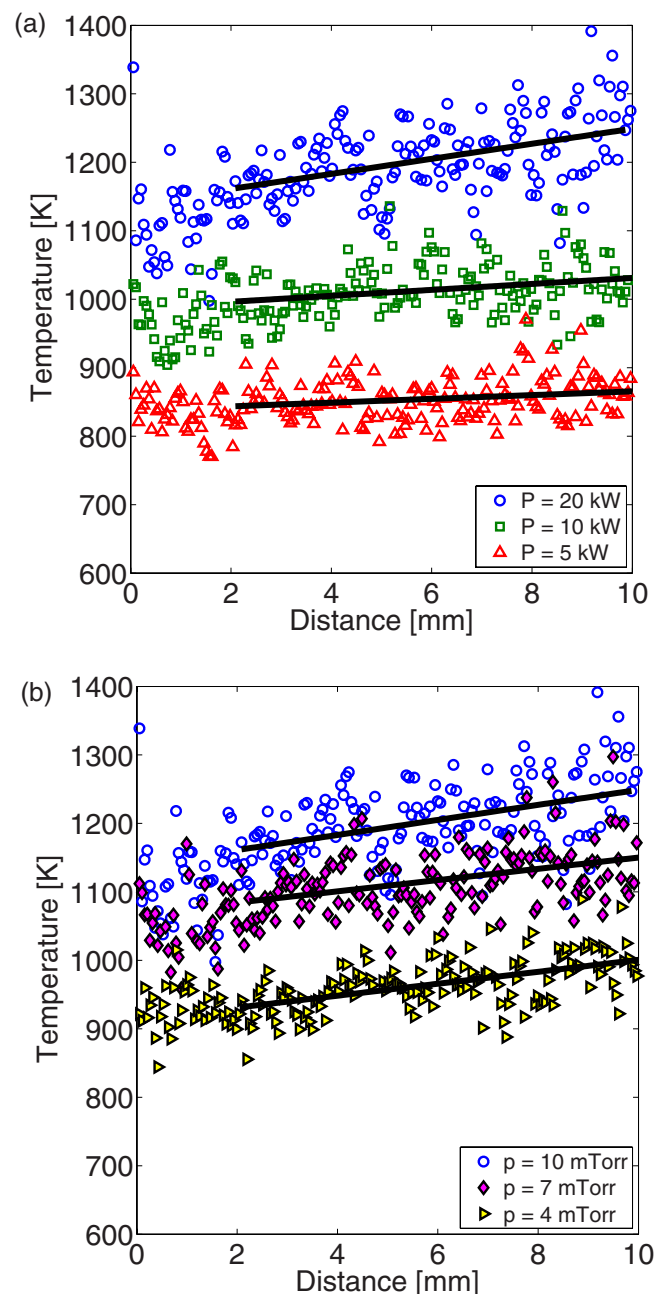 (a)
1400
1300
1200
1100
1000
900
800
700
600
Temperature [K]
P = 20 kW
P = 10 kW
P = 5 kW
0 2 4 6 8 10
Distance [mm]
(b)
1400
1300
1200
1100
1000
900
800
700
600
Temperature [K]
p = 10 mTorr
p = 7 mTorr
p = 4 mTorr
0 2 4 6 8 10
Distance [mm]